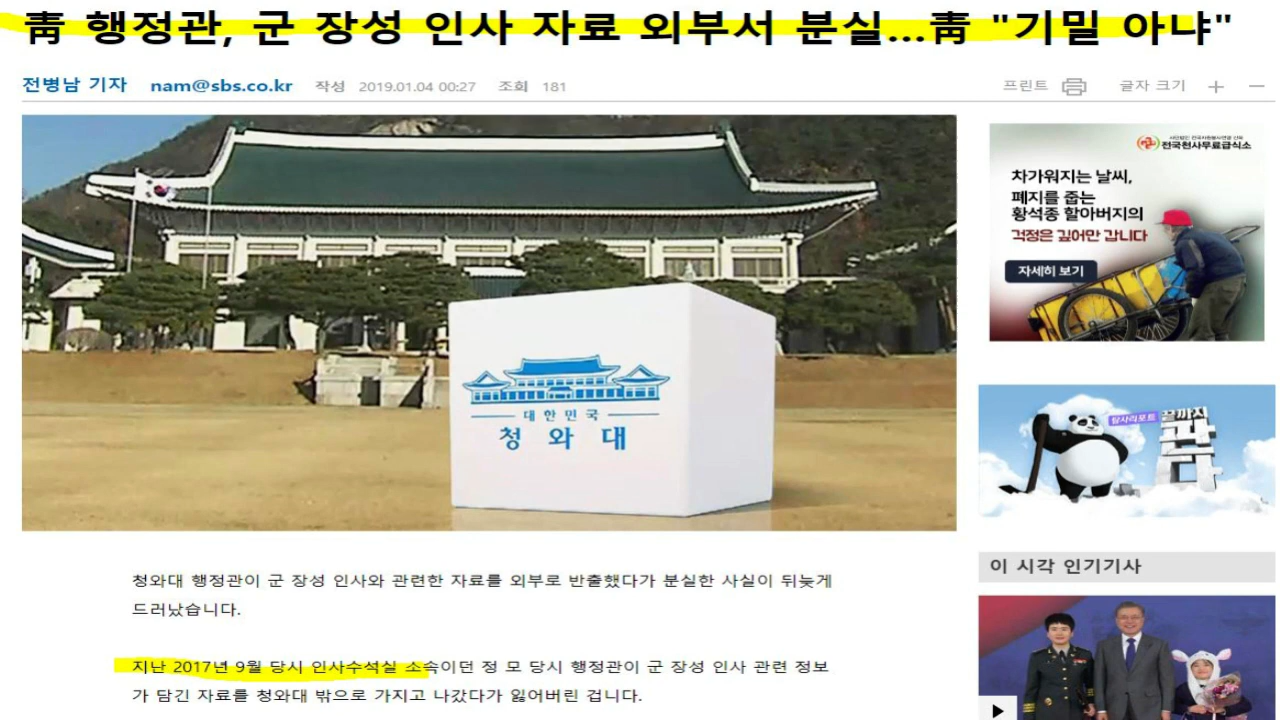 靑 행정관, 군 장성 인사 자료 외부서 분실…靑 "기밀 아냐"
전병남 기자 nam@sbs.co.kr 작성 2019.01.04 00:27 조회 181
프린트 글자 크기
대한민국
청와대
전국천사무료급식소
차가워지는 날씨,
폐지를 줍는
황석종 할아버지의
걱정은 깊어만 갑니다
자세히 보기
탐사리포트 끝까지
판다
이 시각 인기기사
청와대 행정관이 군 장성 인사와 관련한 자료를 외부로 반출했다가 분실한 사실이 뒤늦게
드러났습니다.
지난 2017년 9월 당시 인사수석실 소속이던 정 모 당시 행정관이 군 장성 인사 관련 정보
가 담긴 자료를 청와대 밖으로 가지고 나갔다가 잃어버린 겁니다.